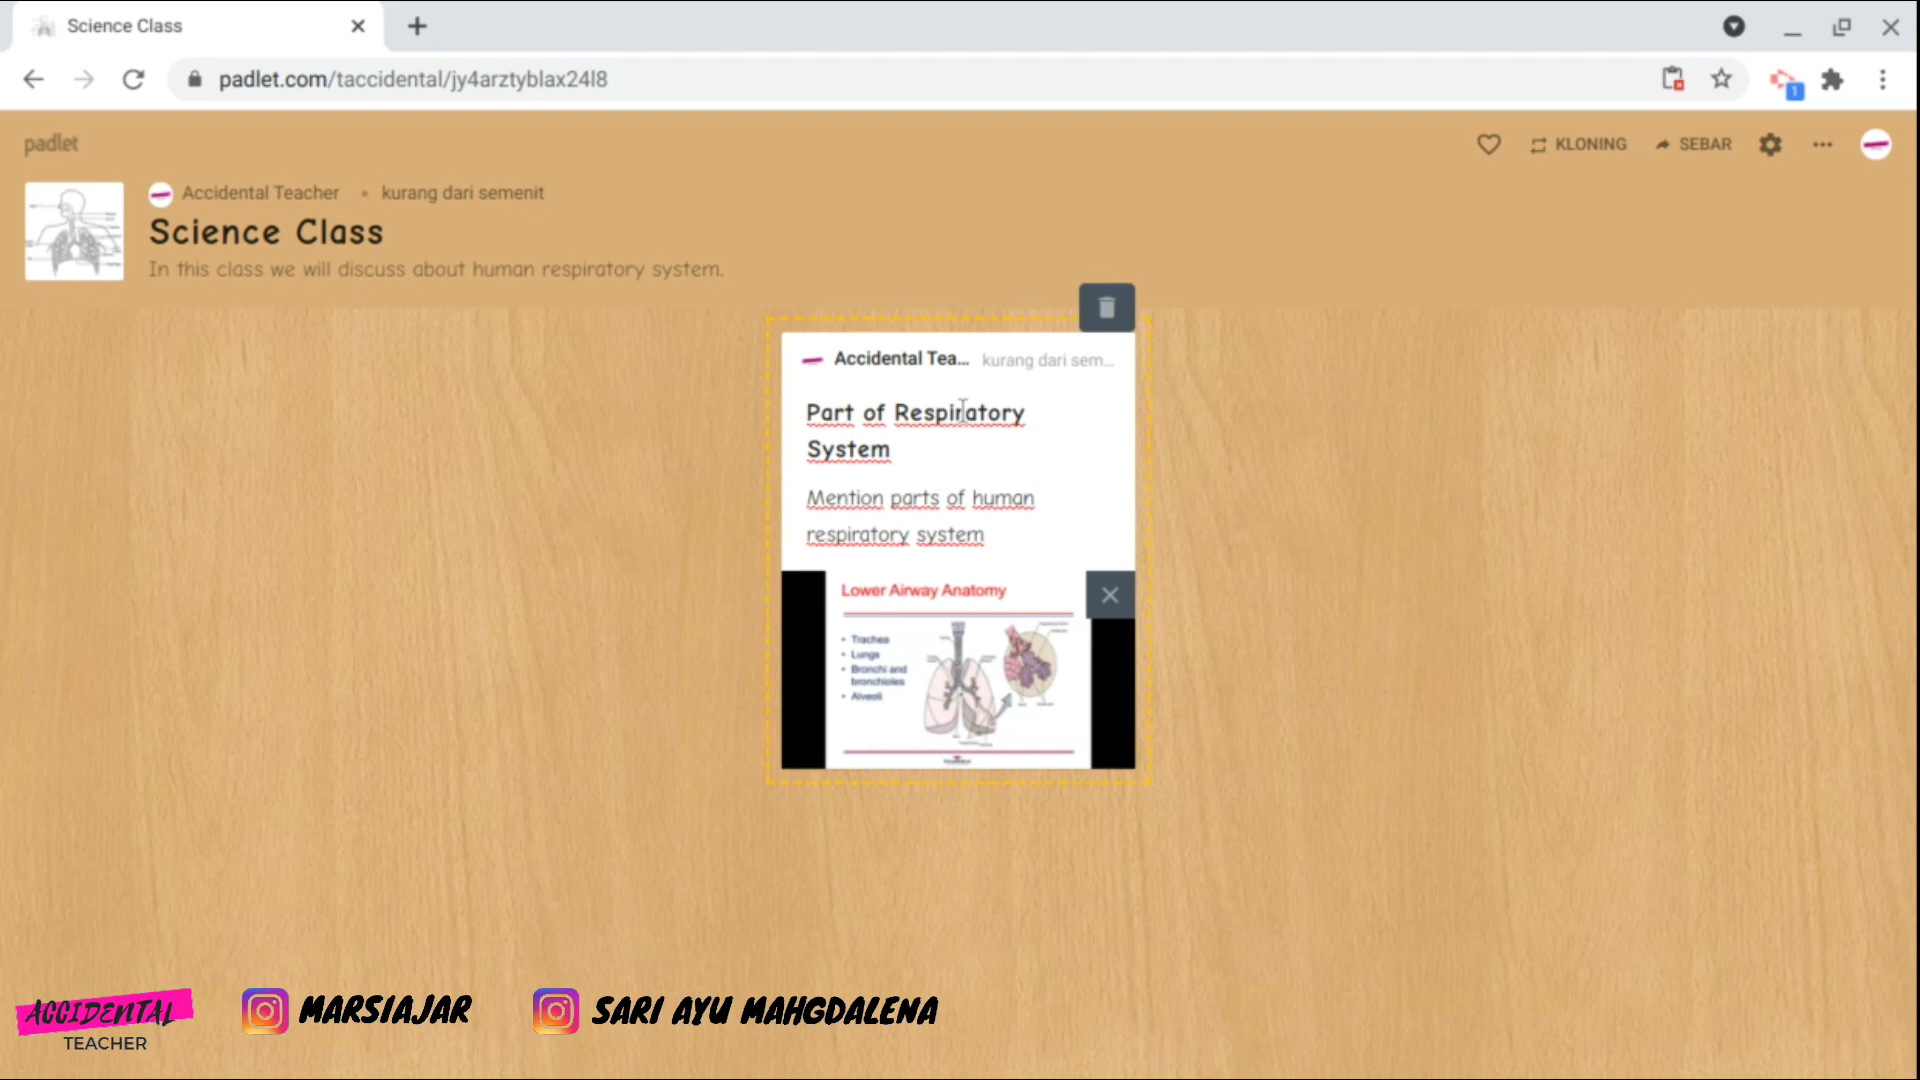 Science Class
padlet.com/taccidental/jy4arztyblax24l8
1
padlet
KLONING
SEBAR
Accidental Teacher • kurang dari semenit
Science Class
In this class we will discuss about human respiratory system.
Accidental Tea... kurang dari sem...
Part of Respiratory
System
Mention parts of human
respiratory system
Lower Airway Anatomy
• Trachea
• Lungs
• Bronchi and
bronchioles
• Alveoli
ACCIDENTAL
TEACHER
MARSIAJAR
SARI AYU MAHGDALENA